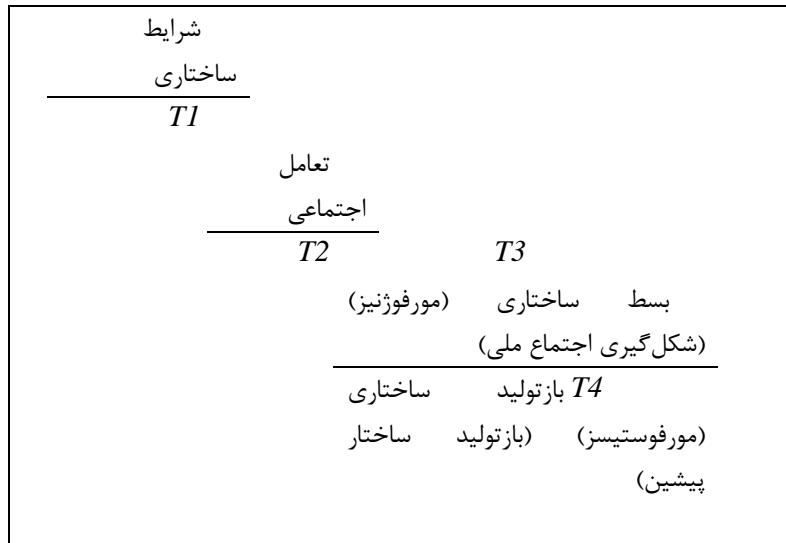 شرایط
ساختاری
T1
تعامل
اجتماعی
T2 T3
بسط ساختاری (مورفوژنیز)
(شکل‌گیری اجتماع ملی)
T4 بازتولید ساختاری
(مورفوستیسز) (بازتولید ساختار
پیشین)